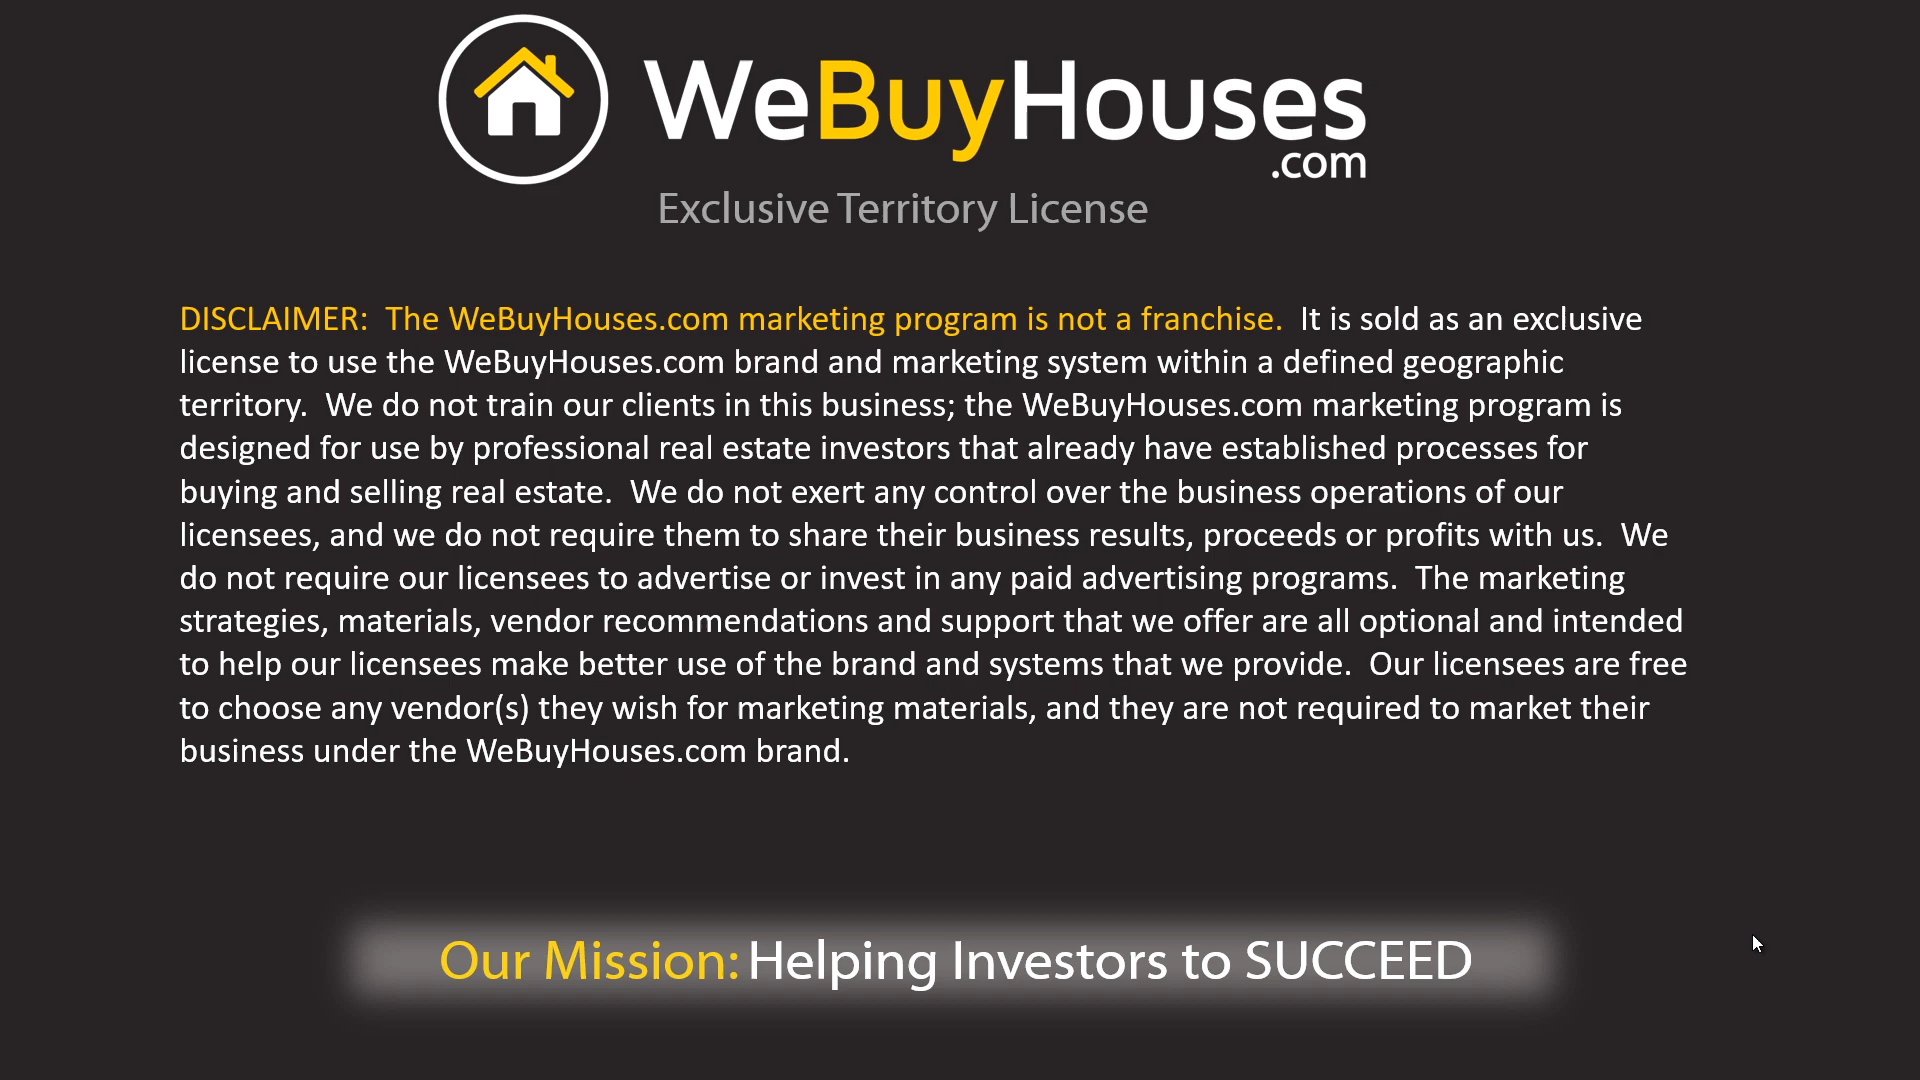 WeBuyHouses
.com
Exclusive Territory License
DISCLAIMER:  The WeBuyHouses.com marketing program is not a franchise.  It is sold as an exclusive
license to use the WeBuyHouses.com brand and marketing system within a defined geographic
territory.  We do not train our clients in this business; the WeBuyHouses.com marketing program is
designed for use by professional real estate investors that already have established processes for
buying and selling real estate.  We do not exert any control over the business operations of our
licensees, and we do not require them to share their business results, proceeds or profits with us.  We
do not require our licensees to advertise or invest in any paid advertising programs.  The marketing
strategies, materials, vendor recommendations and support that we offer are all optional and intended
to help our licensees make better use of the brand and systems that we provide.  Our licensees are free
to choose any vendor(s) they wish for marketing materials, and they are not required to market their
business under the WeBuyHouses.com brand.
Our Mission: Helping Investors to SUCCEED